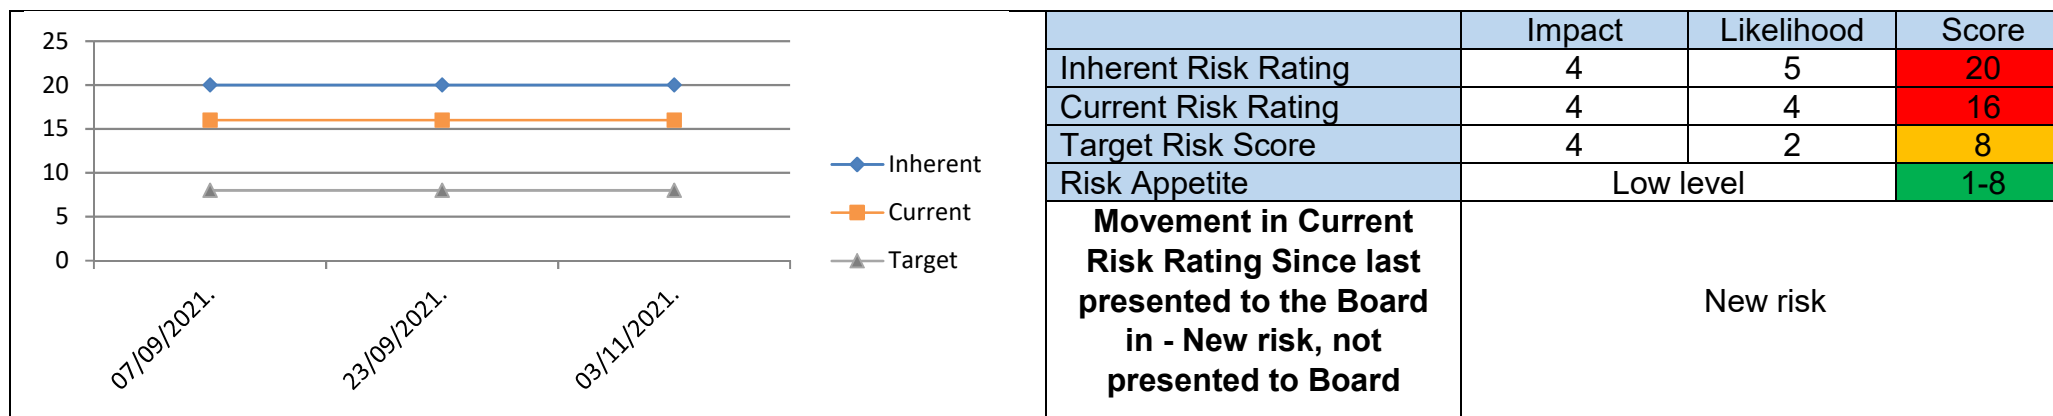 25
20
15
10
5
0
07/09/2021.
23/09/2021.
03/11/2021.
Inherent
Current
Target
Impact Likelihood Score
Inherent Risk Rating 4 5 20
Current Risk Rating 4 4 16
Target Risk Score 4 2 8
Risk Appetite Low level 1-8
Movement in Current
Risk Rating Since last
presented to the Board
in - New risk, not
presented to Board
New risk